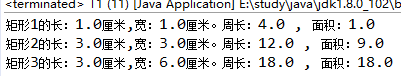 <terminated> T1 (11) [Java Application] E:\study\java\jdk1.8.0_102\b
矩形1的长: 1.0厘米,宽: 1.0厘米。周长: 4.0 , 面积: 1.0
矩形2的长: 3.0厘米,宽: 3.0厘米。周长: 12.0 , 面积: 9.0
矩形3的长: 3.0厘米,宽: 6.0厘米。周长: 18.0 , 面积: 18.0